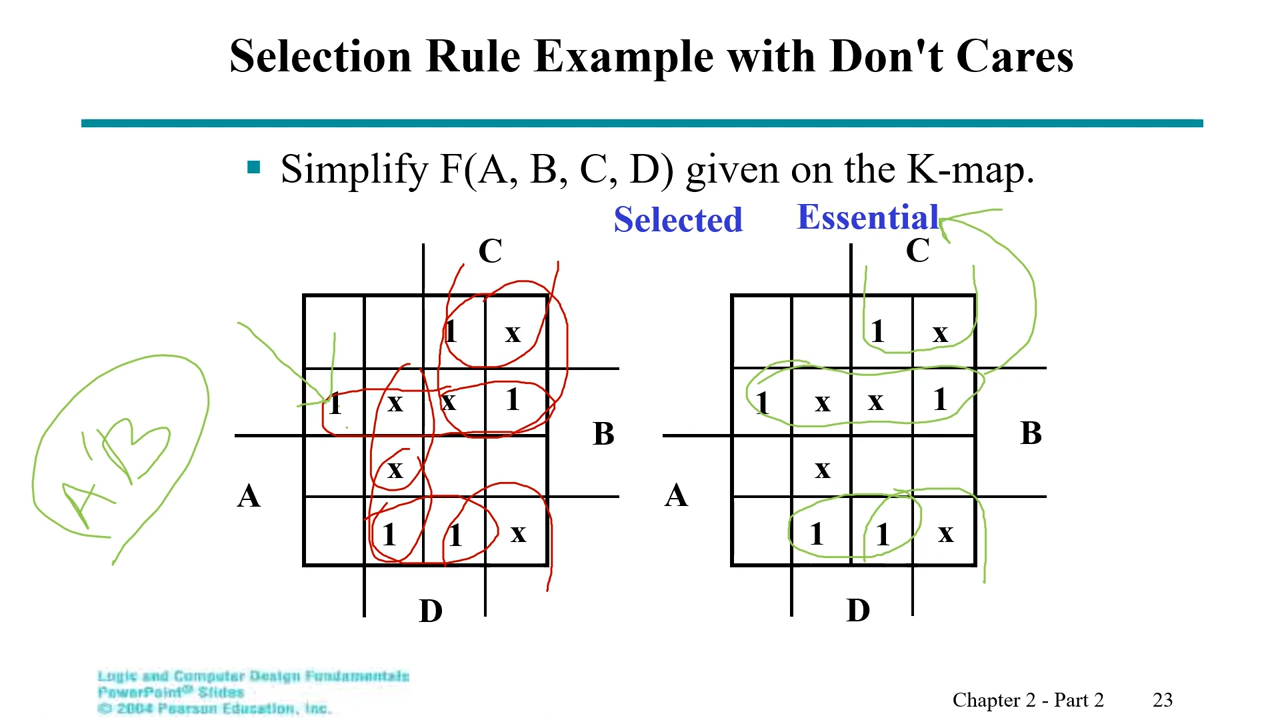 Selection Rule Example with Don't Cares
▪ Simplify F(A, B, C, D) given on the K-map.
Selected Essential
C C
1 x 1 x
1 x x 1 1 x x 1
B B
A'B
x x
A A
1 1 x 1 1 x
D D
Logic and Computer Design Fundamentals
PowerPoint® Slides
© 2004 Pearson Education, Inc.
Chapter 2 - Part 2 23